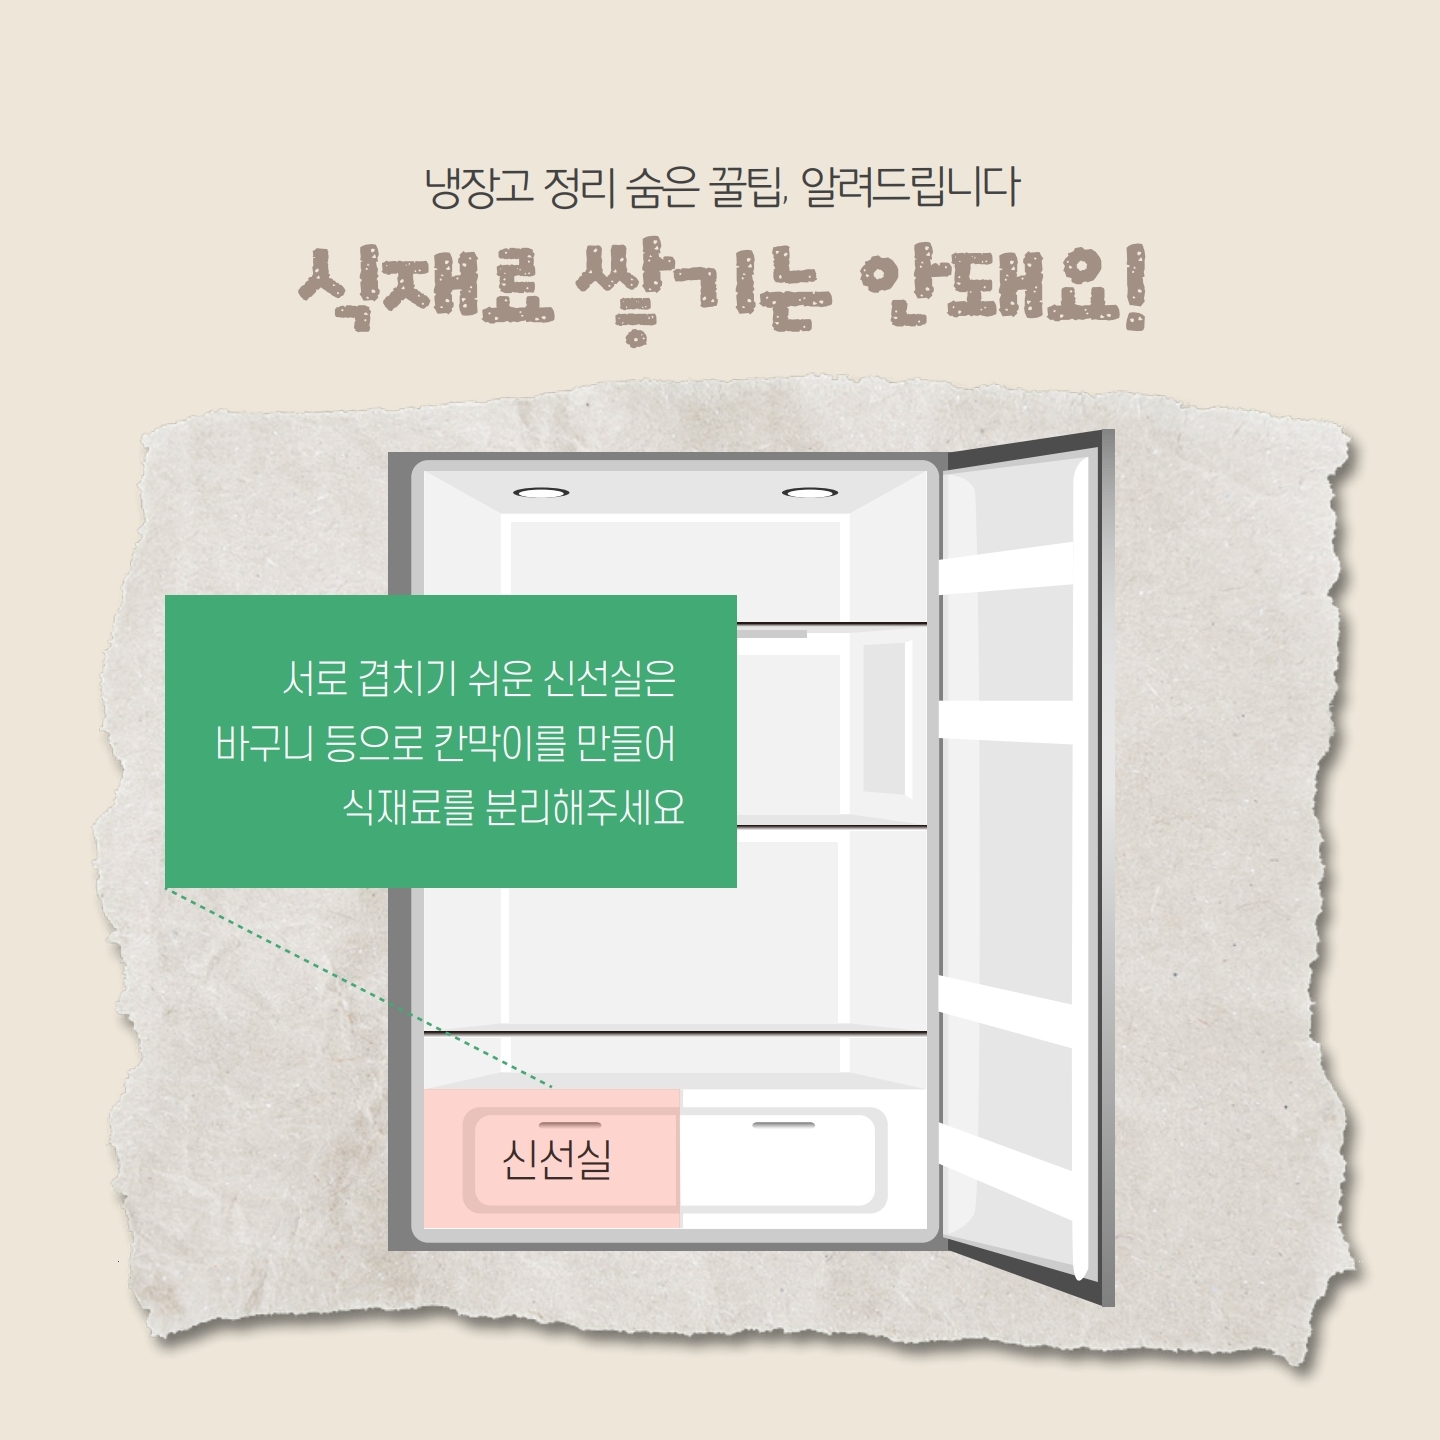 냉장고 정리 숨은 꿀팁, 알려드립니다
식재료 쌓기는 안돼요!
서로 겹치기 쉬운 신선실은
바구니 등으로 칸막이를 만들어
식재료를 분리해주세요
신선실